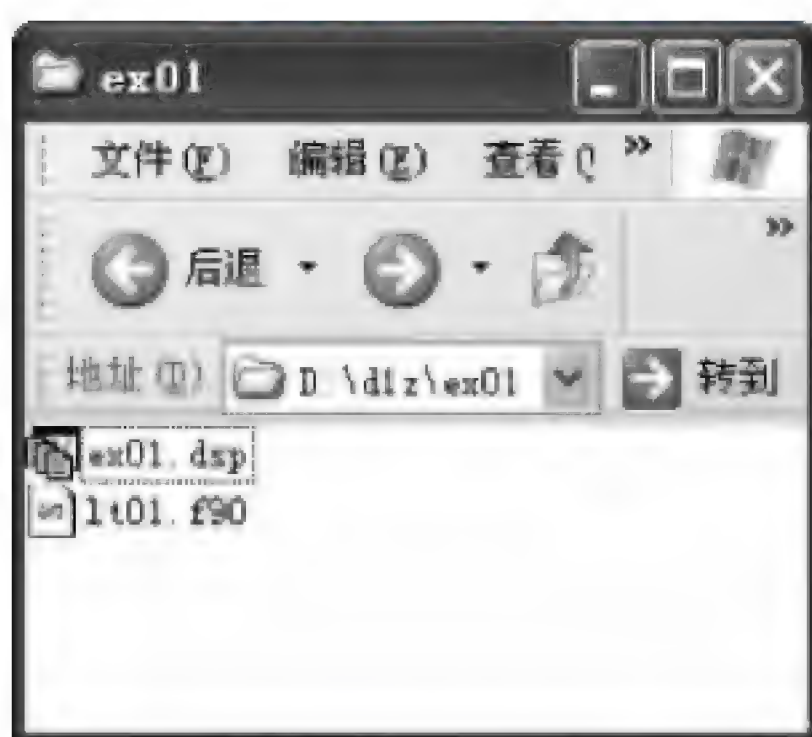 ex01
文件(F) 编辑(E) 查看( »
后退 »
地址(D) D:\dlz\ex01 转到
ex01.dsp
lt01.f90